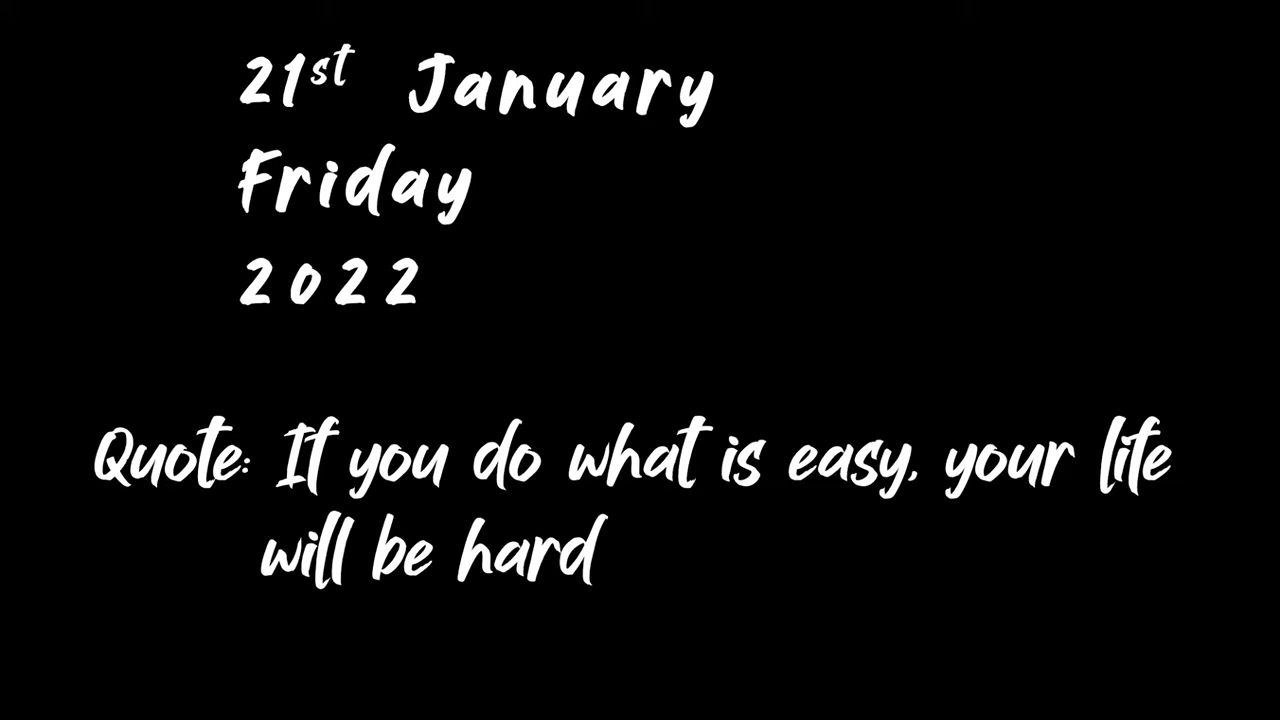 21st January
Friday
2022
Quote: If you do what is easy, your life
will be hard